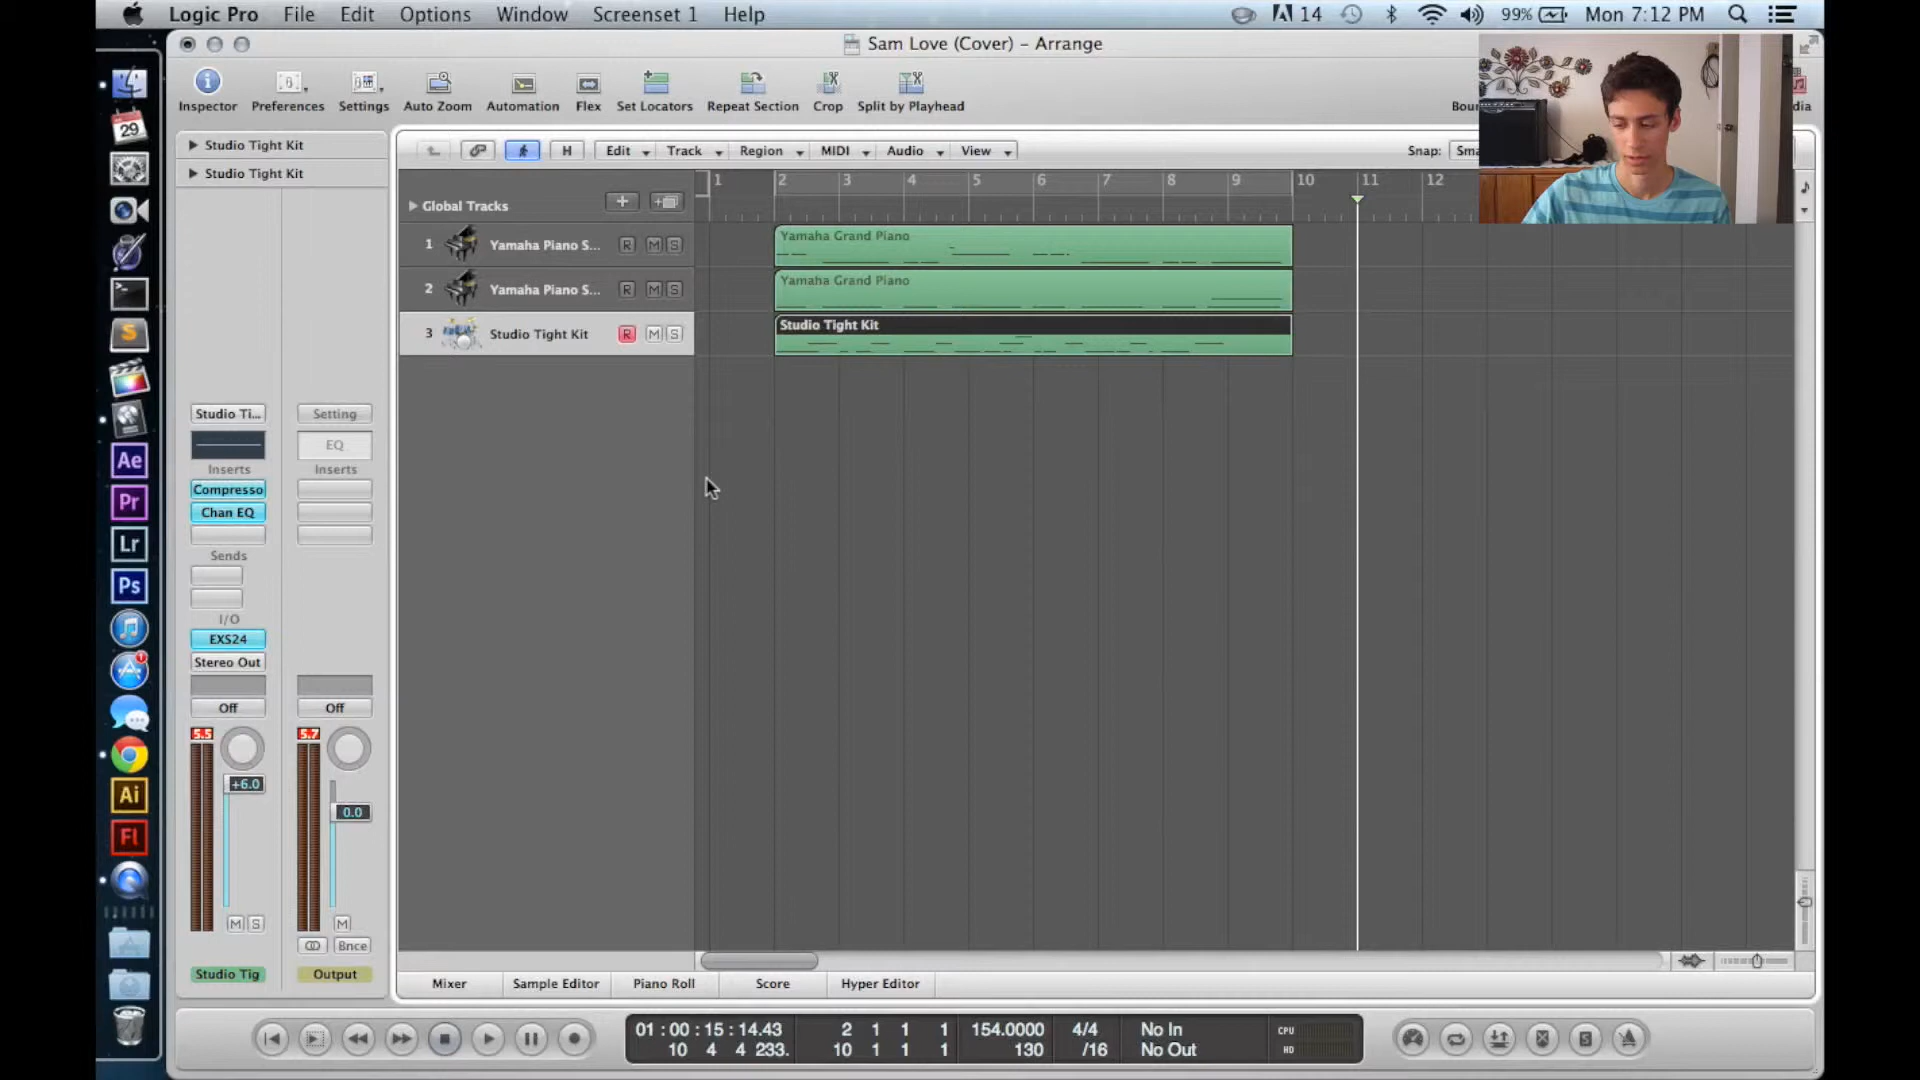 Logic Pro File Edit Options Window Screenset 1 Help 14 99% Mon 7:12 PM
Sam Love (Cover) - Arrange
Inspector Preferences Settings Auto Zoom Automation Flex Set Locators Repeat Section Crop Split by Playhead
Studio Tight Kit
Studio Tight Kit
H Edit Track Region MIDI Audio View Snap:
1 2 3 4 5 6 7 8 9 10 11 12
Global Tracks
1 Yamaha Piano S... R M S
Yamaha Grand Piano
2 Yamaha Piano S... R M S
Yamaha Grand Piano
3 Studio Tight Kit R M S
Studio Tight Kit
29
Studio Ti... Setting
EQ
Inserts Inserts
Compresso
Chan EQ
Sends
I/O
EXS24
Stereo Out
Off Off
5.5 5.7
+6.0
0.0
M S M
Bnce
Studio Tig Output
Ae
Pr
Lr
Ps
1
Ai
Fl
Mixer Sample Editor Piano Roll Score Hyper Editor
01:00:15:14.43 2 1 1 1 154.0000 4/4 No In CPU
10 4 4 233. 10 1 1 1 130 /16 No Out HD